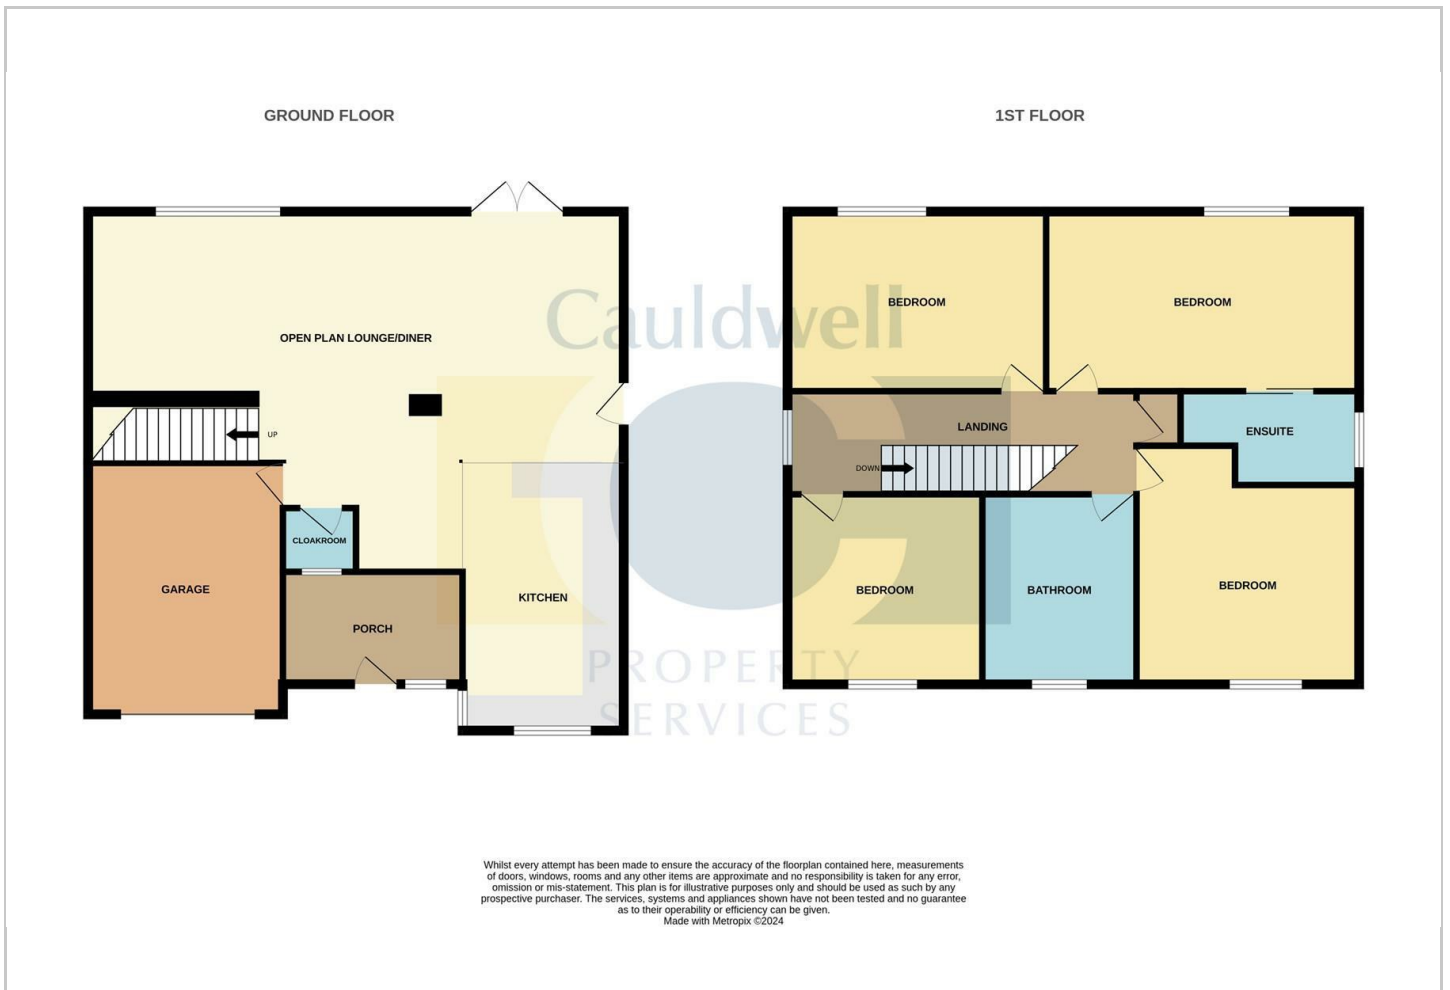 GROUND FLOOR
1ST FLOOR
OPEN PLAN LOUNGE/DINER
UP
CLOAKROOM
GARAGE
PORCH
KITCHEN
BEDROOM
BEDROOM
LANDING
ENSUITE
DOWN
BEDROOM
BATHROOM
BEDROOM
Cauldwell
PROPERTY
SERVICES
Whilst every attempt has been made to ensure the accuracy of the floorplan contained here, measurements
of doors, windows, rooms and any other items are approximate and no responsibility is taken for any error,
omission or mis-statement. This plan is for illustrative purposes only and should be used as such by any
prospective purchaser. The services, systems and appliances shown have not been tested and no guarantee
as to their operability or efficiency can be given.
Made with Metropix ©2024